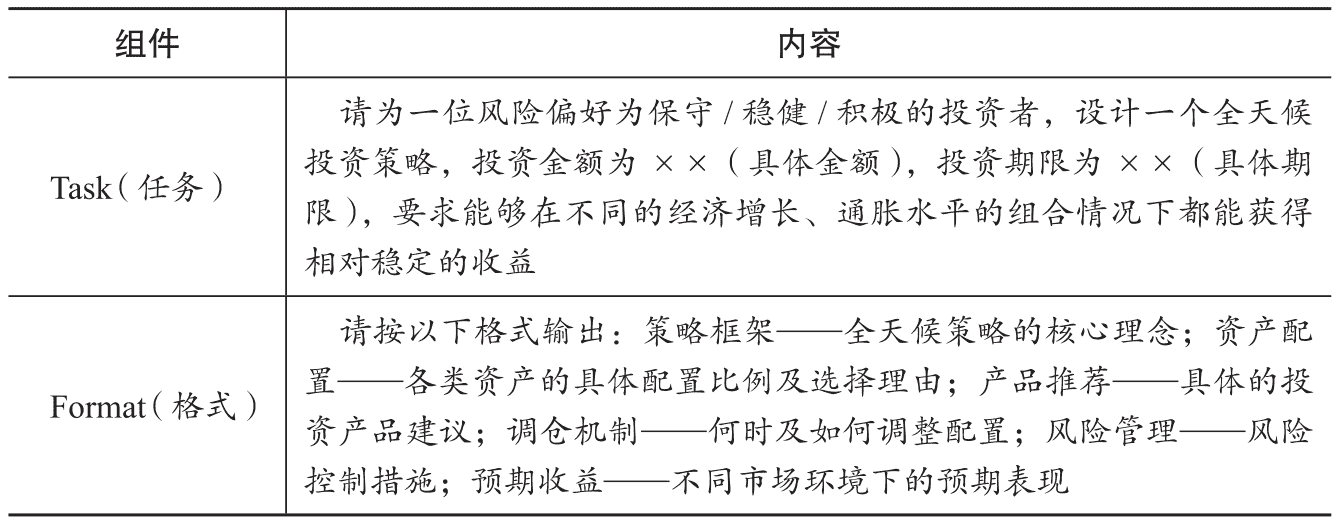 组件
内容
Task(任务)
请为一位风险偏好为保守/稳健/积极的投资者，设计一个全天候
投资策略，投资金额为××（具体金额），投资期限为××（具体期
限），要求能够在不同的经济增长、通胀水平的组合情况下都能获得
相对稳定的收益
Format(格式)
请按以下格式输出：策略框架——全天候策略的核心理念；资产配
置——各类资产的具体配置比例及选择理由；产品推荐——具体的投
资产品建议；调仓机制——何时及如何调整配置；风险管理——风险
控制措施；预期收益——不同市场环境下的预期表现